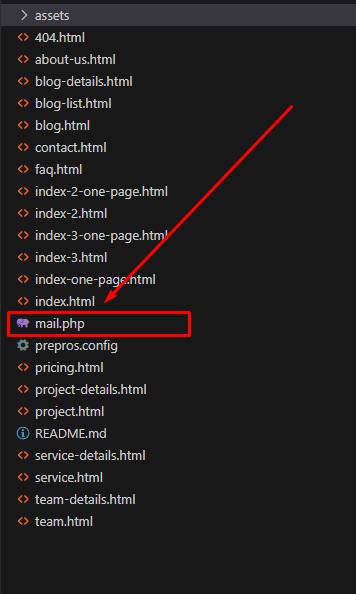 assets
404.html
about-us.html
blog-details.html
blog-list.html
blog.html
contact.html
faq.html
index-2-one-page.html
index-2.html
index-3-one-page.html
index-3.html
index-one-page.html
index.html
mail.php
prepros.config
pricing.html
project-details.html
project.html
README.md
service-details.html
service.html
team-details.html
team.html